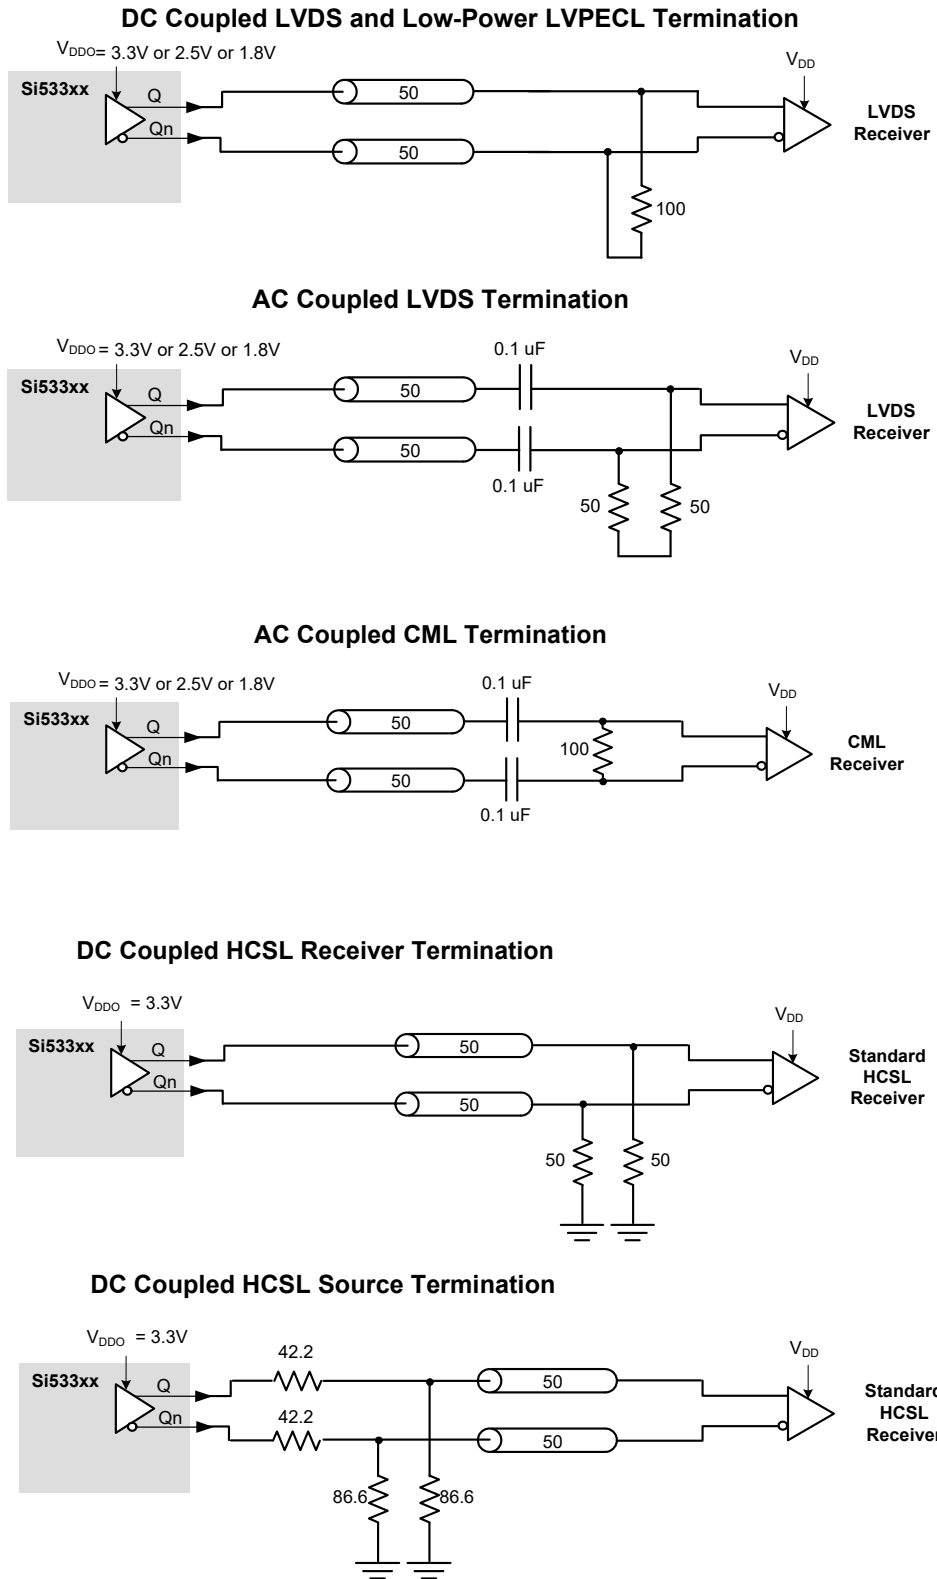 DC Coupled LVDS and Low-Power LVPECL Termination
VDDO= 3.3V or 2.5V or 1.8V
Si533xx
Q
Qn
50
50
100
VDD
LVDS
Receiver
AC Coupled LVDS Termination
VDDO= 3.3V or 2.5V or 1.8V
Si533xx
Q
Qn
50
50
0.1 uF
0.1 uF
50
50
VDD
LVDS
Receiver
AC Coupled CML Termination
VDDO= 3.3V or 2.5V or 1.8V
Si533xx
Q
Qn
50
50
0.1 uF
0.1 uF
100
VDD
CML
Receiver
DC Coupled HCSL Receiver Termination
VDDO = 3.3V
Si533xx
Q
Qn
50
50
50
50
VDD
Standard
HCSL
Receiver
DC Coupled HCSL Source Termination
VDDO = 3.3V
Si533xx
Q
Qn
42.2
42.2
86.6
86.6
50
50
VDD
Standard
HCSL
Receiver